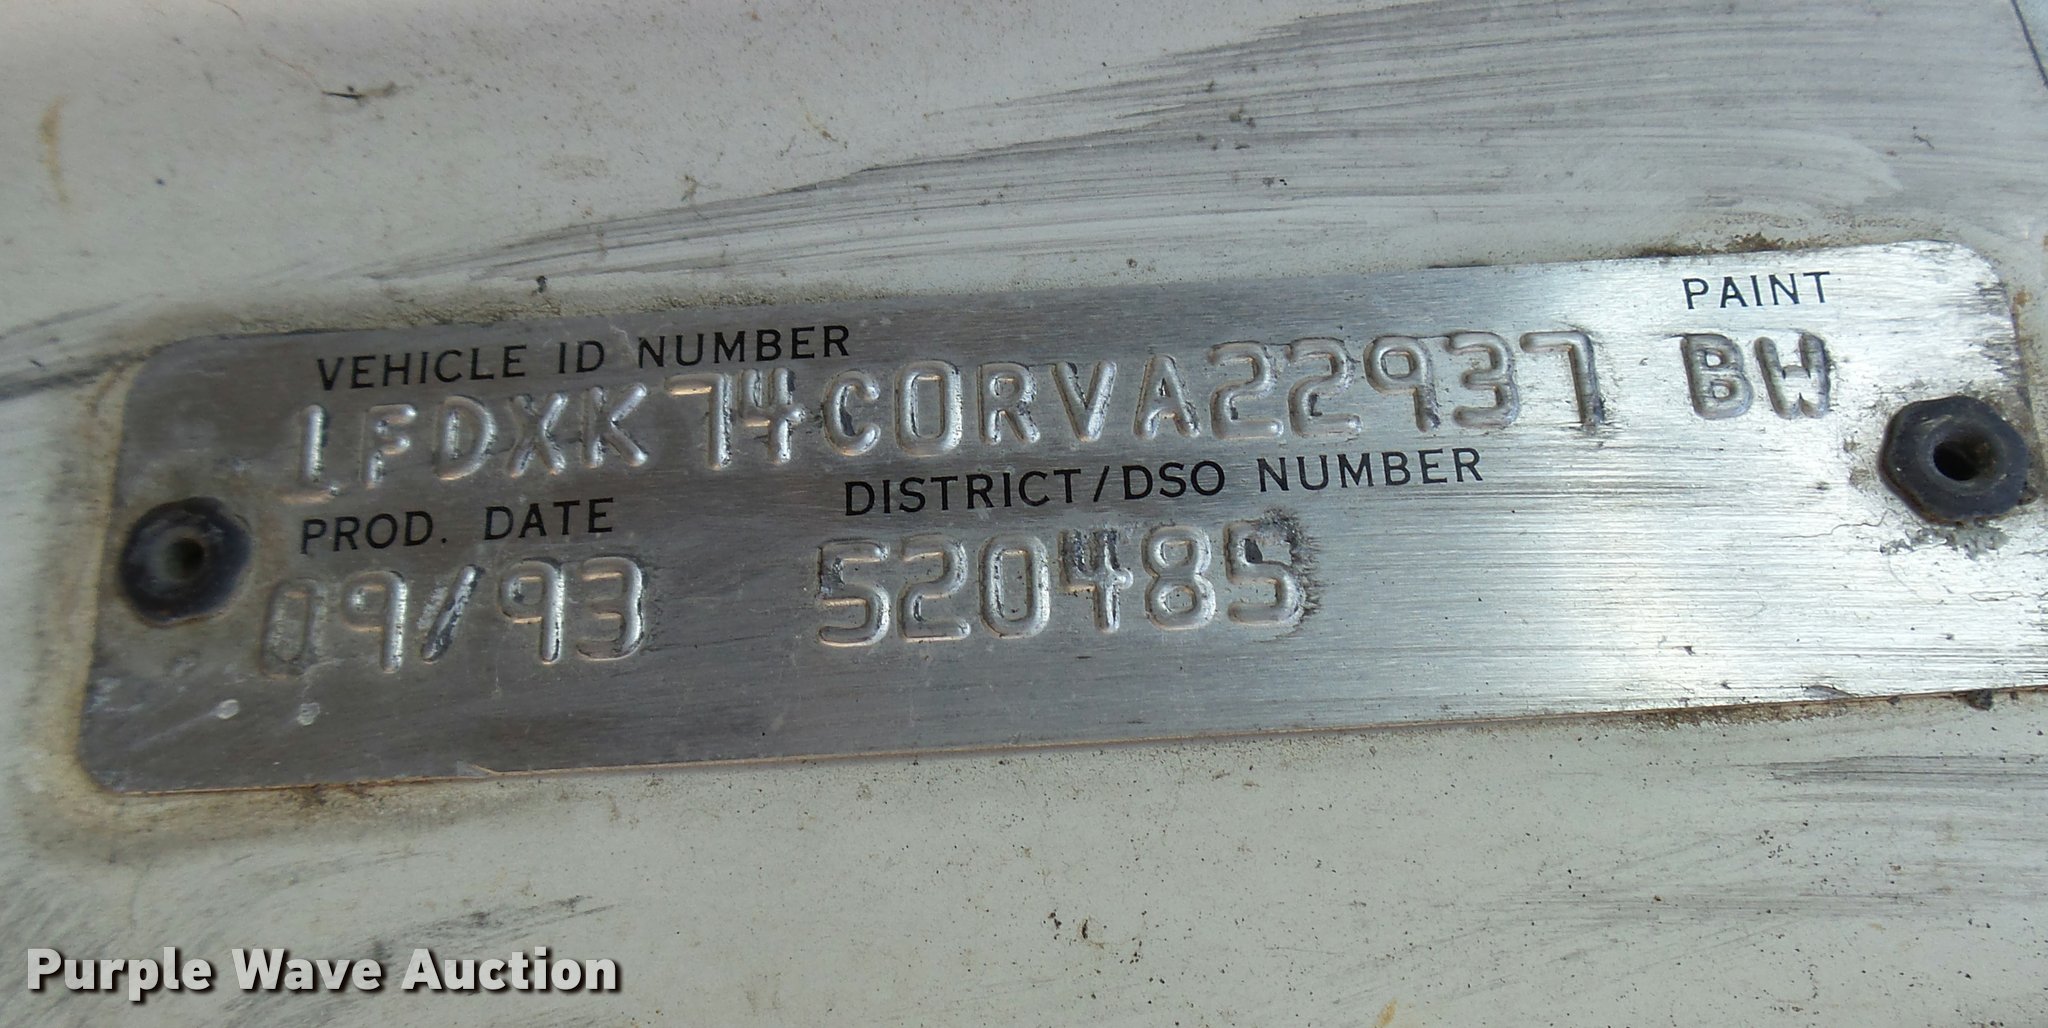 PAINT
VEHICLE ID NUMBER
1FDXK74C0RVA22937 BW
PROD. DATE DISTRICT/DSO NUMBER
09/93 520485
Purple Wave Auction